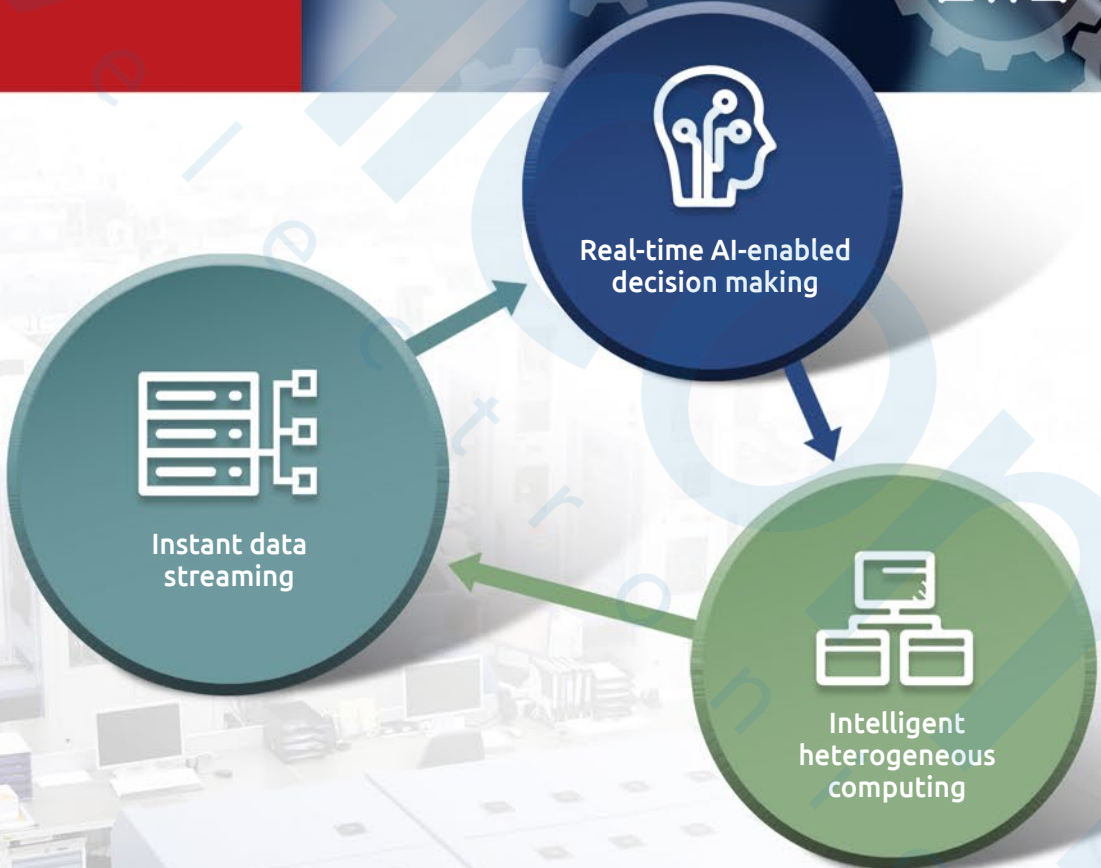 Real-time AI-enabled
decision making
Instant data
streaming
Intelligent
heterogeneous
computing